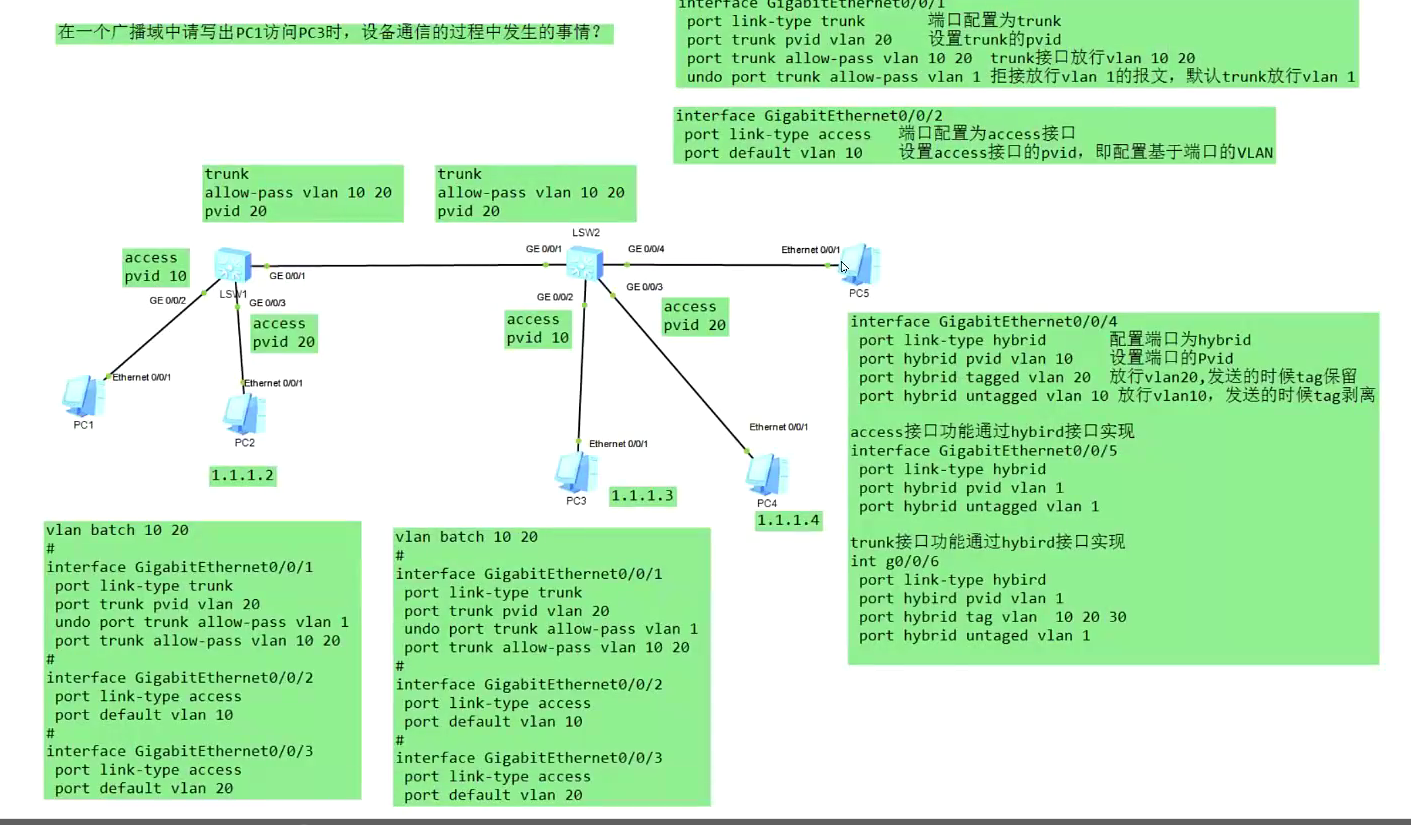 在一个广播域中请写出PC1访问PC3时，设备通信的过程中发生的事情？
interface GigabitEthernet0/0/1
port link-type trunk 端口配置为trunk
port trunk pvid vlan 20 设置trunk的pvid
port trunk allow-pass vlan 10 20 trunk接口放行vlan 10 20
undo port trunk allow-pass vlan 1 拒接放行vlan 1的报文，默认trunk放行vlan 1
interface GigabitEthernet0/0/2
port link-type access 端口配置为access接口
port default vlan 10 设置access接口的pvid，即配置基于端口的VLAN
trunk
allow-pass vlan 10 20
pvid 20
trunk
allow-pass vlan 10 20
pvid 20
LSW2
access
pvid 10
GE 0/0/1
GE 0/0/1
GE 0/0/4
Ethernet 0/0/1
PC5
LSW1
GE 0/0/2
GE 0/0/3
access
pvid 20
GE 0/0/2
GE 0/0/3
access
pvid 10
access
pvid 20
Ethernet 0/0/1
PC1
Ethernet 0/0/1
PC2
1.1.1.2
Ethernet 0/0/1
PC3
1.1.1.3
Ethernet 0/0/1
PC4
1.1.1.4
interface GigabitEthernet0/0/4
port link-type hybrid 配置端口为hybrid
port hybrid pvid vlan 10 设置端口的Pvid
port hybrid tagged vlan 20 放行vlan20,发送的时候tag保留
port hybrid untagged vlan 10 放行vlan10，发送的时候tag剥离
access接口功能通过hybird接口实现
interface GigabitEthernet0/0/5
port link-type hybrid
port hybrid pvid vlan 1
port hybrid untagged vlan 1
trunk接口功能通过hybird接口实现
int g0/0/6
port link-type hybird
port hybird pvid vlan 1
port hybrid tag vlan 10 20 30
port hybrid untaged vlan 1
vlan batch 10 20
#
interface GigabitEthernet0/0/1
port link-type trunk
port trunk pvid vlan 20
undo port trunk allow-pass vlan 1
port trunk allow-pass vlan 10 20
#
interface GigabitEthernet0/0/2
port link-type access
port default vlan 10
#
interface GigabitEthernet0/0/3
port link-type access
port default vlan 20
vlan batch 10 20
#
interface GigabitEthernet0/0/1
port link-type trunk
port trunk pvid vlan 20
undo port trunk allow-pass vlan 1
port trunk allow-pass vlan 10 20
#
interface GigabitEthernet0/0/2
port link-type access
port default vlan 10
#
interface GigabitEthernet0/0/3
port link-type access
port default vlan 20